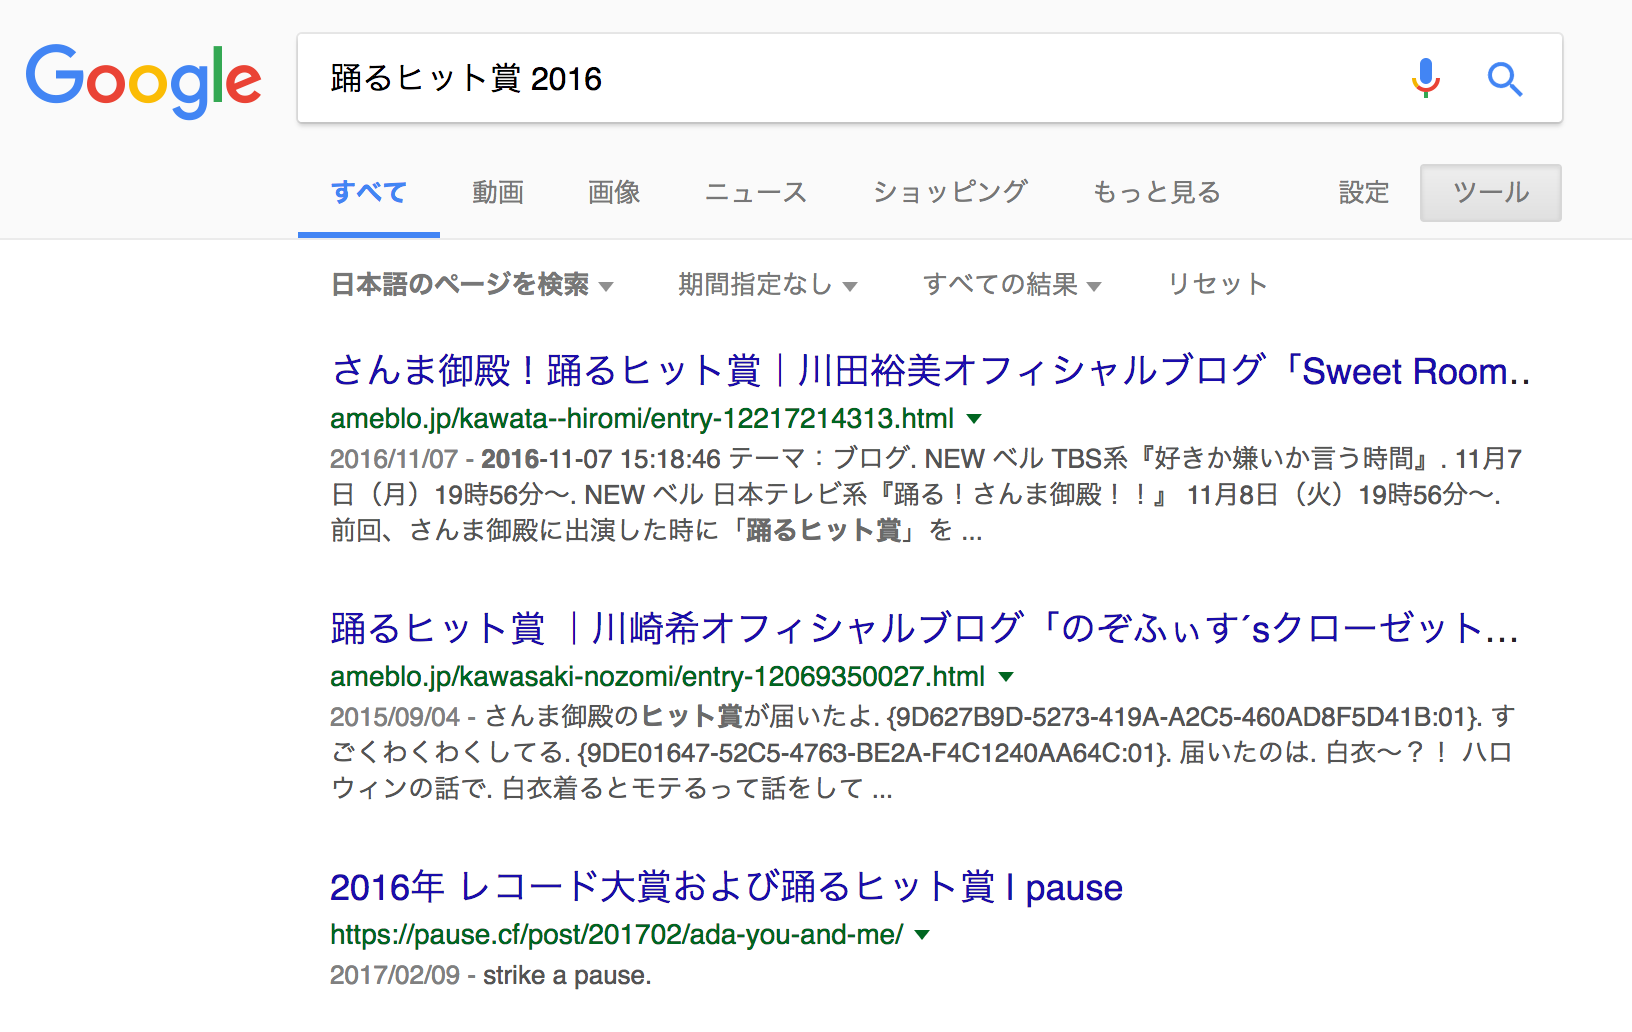 Google
踊るヒット賞 2016
すべて 動画 画像 ニュース ショッピング もっと見る 設定 ツール
日本語のページを検索 期間指定なし すべての結果 リセット
さんま御殿！踊るヒット賞｜川田裕美オフィシャルブログ「Sweet Room..
ameblo.jp/kawata--hiromi/entry-12217214313.html
2016/11/07 - 2016-11-07 15:18:46 テーマ：ブログ. NEW ベル TBS系『好きか嫌いか言う時間』. 11月7
日（月）19時56分〜. NEW ベル 日本テレビ系『踊る！さんま御殿！！』 11月8日（火）19時56分〜.
前回、さんま御殿に出演した時に「踊るヒット賞」を ...
踊るヒット賞 ｜川崎希オフィシャルブログ「のぞふぃす´sクローゼット...
ameblo.jp/kawasaki-nozomi/entry-12069350027.html
2015/09/04 - さんま御殿のヒット賞が届いたよ. {9D627B9D-5273-419A-A2C5-460AD8F5D41B:01}. す
ごくわくわくしてる. {9DE01647-52C5-4763-BE2A-F4C1240AA64C:01}. 届いたのは. 白衣〜？！ ハロ
ウィンの話で. 白衣着るとモテるって話をして ...
2016年 レコード大賞および踊るヒット賞 | pause
https://pause.cf/post/201702/ada-you-and-me/
2017/02/09 - strike a pause.